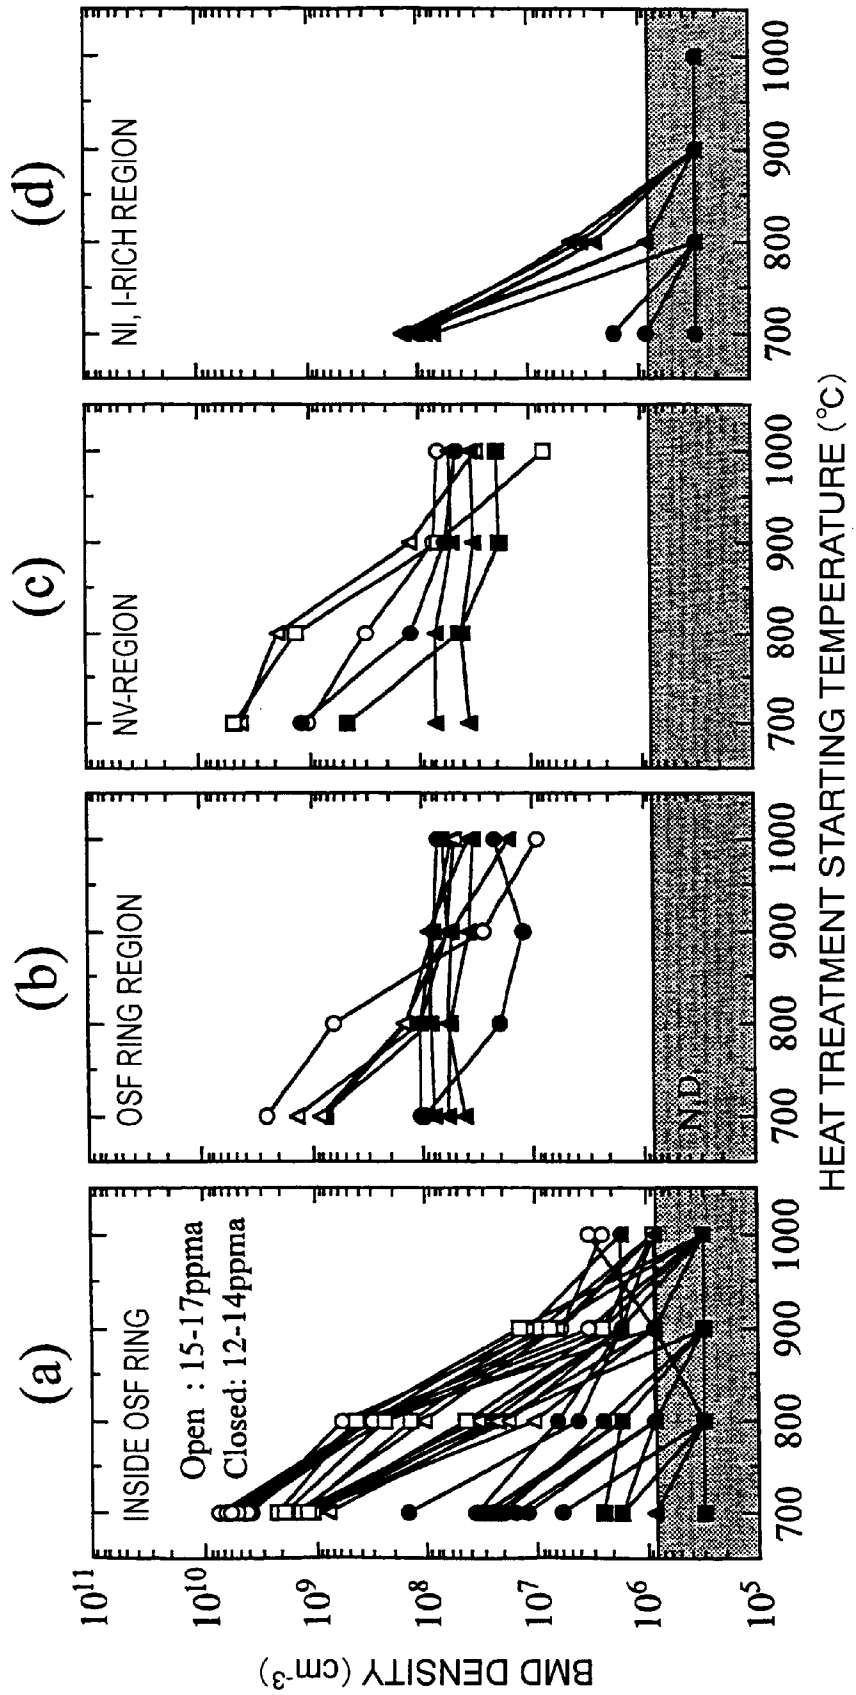 (a)
(b)
(c)
(d)
INSIDE OSF RING
Open : 15-17ppma
Closed: 12-14ppma
OSF RING REGION
NV-REGION
NI, I-RICH REGION
N.D.
BMD DENSITY (cm-3)
10^11
10^10
10^9
10^8
10^7
10^6
10^5
700 800 900 1000
700 800 900 1000
700 800 900 1000
700 800 900 1000
HEAT TREATMENT STARTING TEMPERATURE (°C)